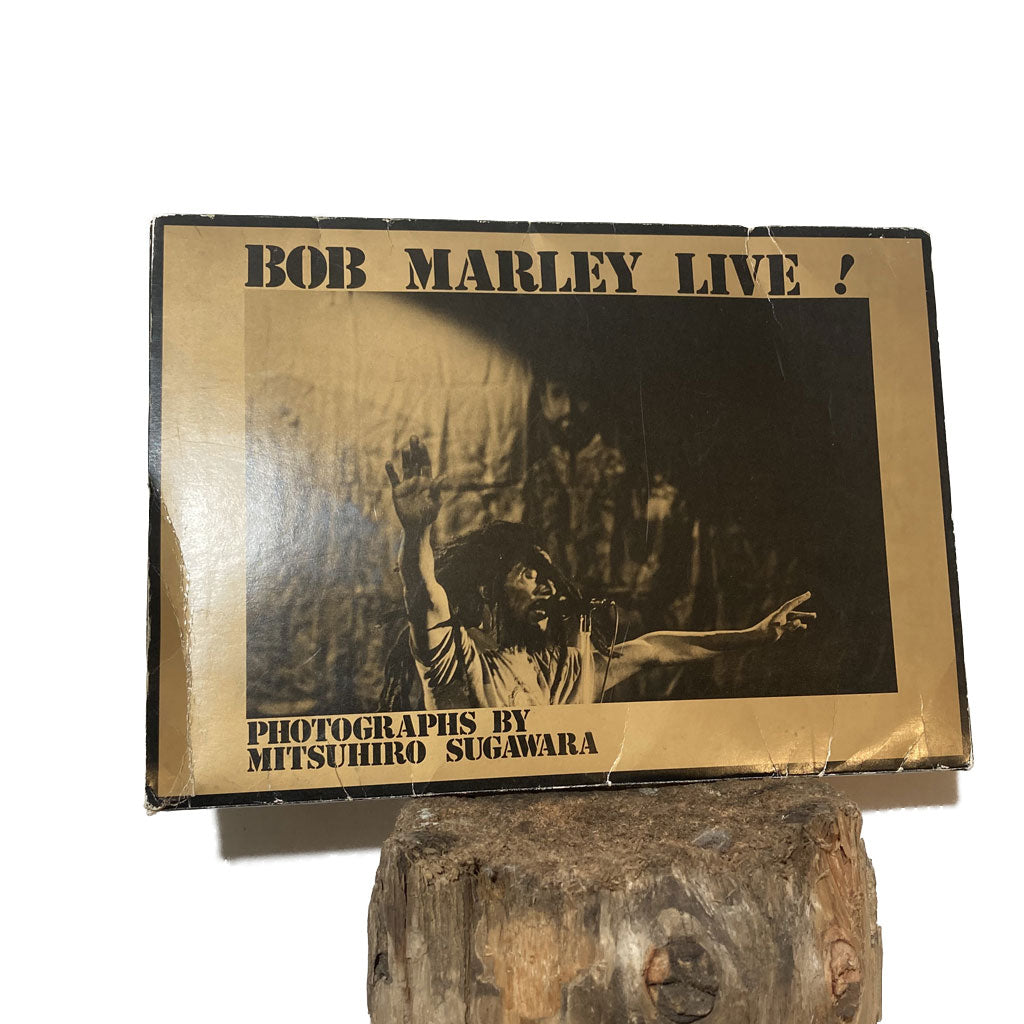 BOB MARLEY LIVE !
PHOTOGRAPHS BY
MITSUHIRO SUGAWARA